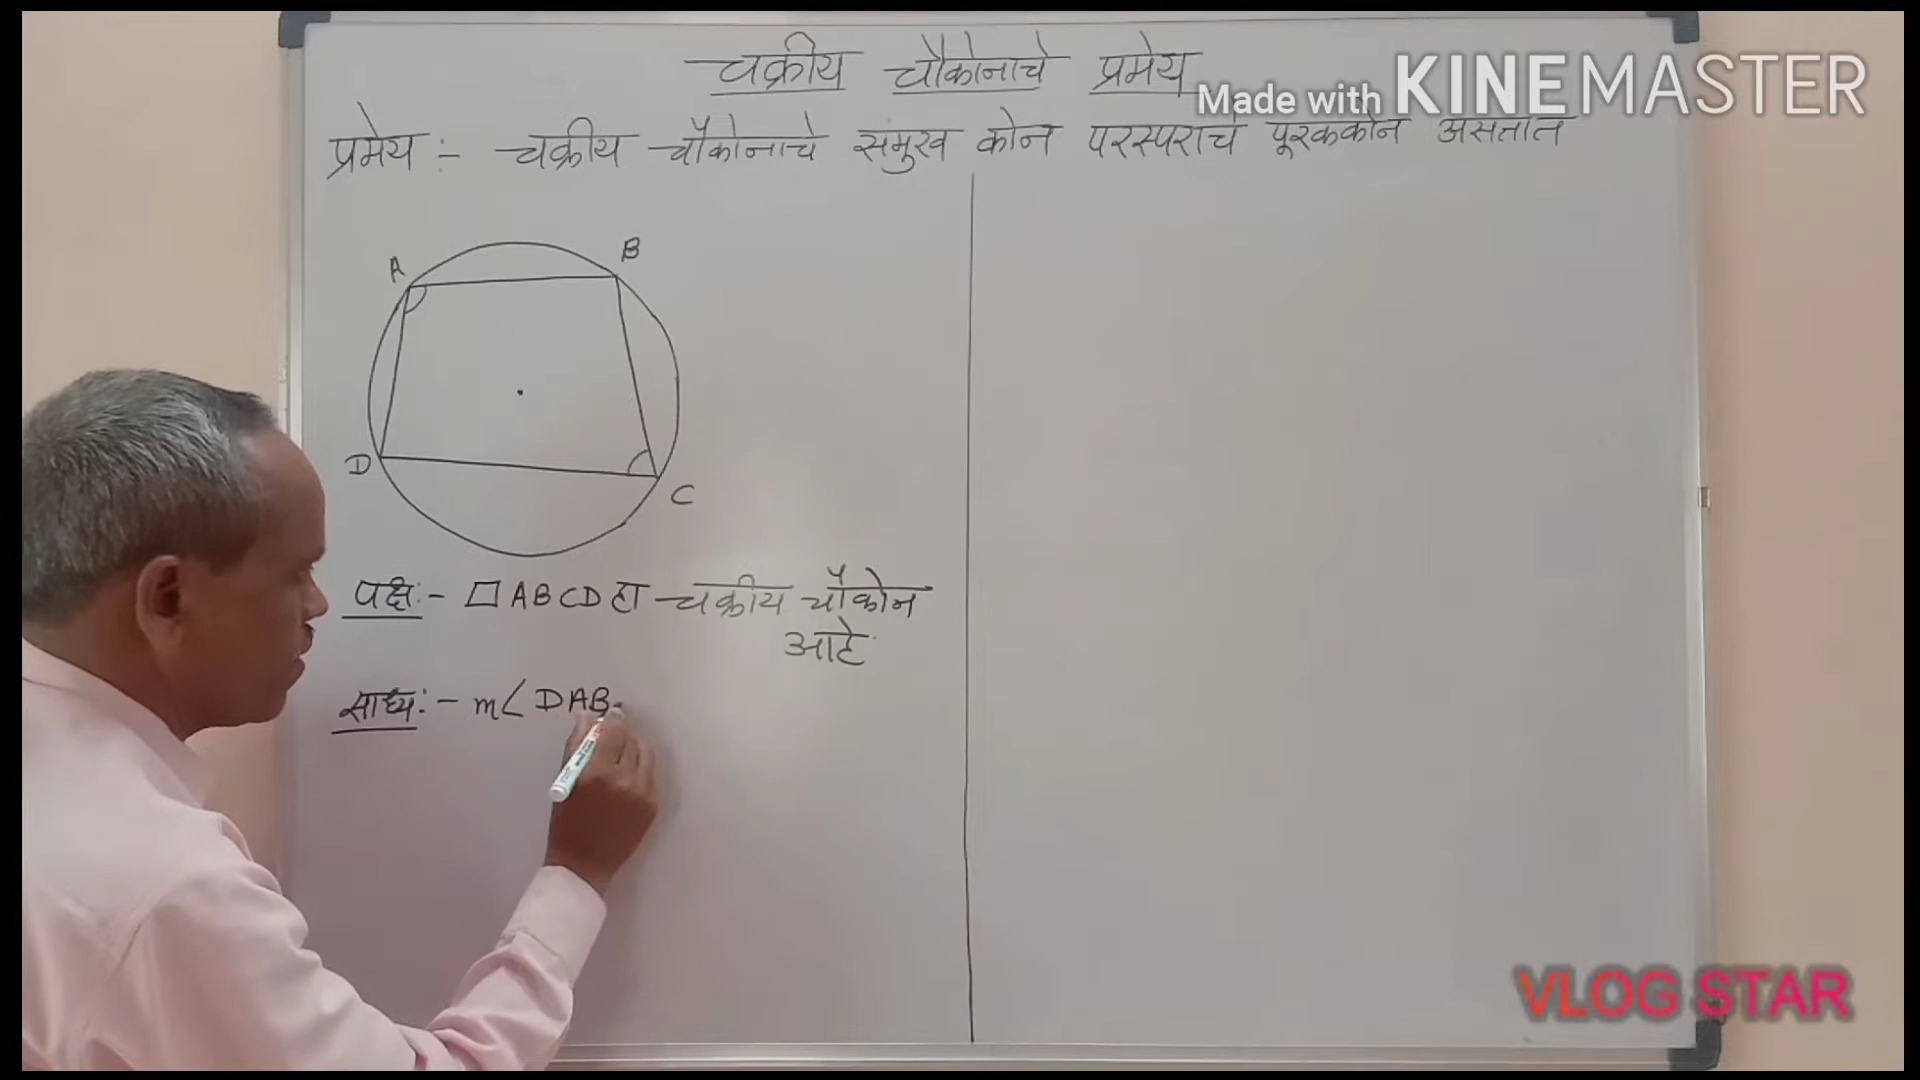 चक्रीय चौकोनाचे प्रमेय
Made with KINEMASTER
प्रमेय :- चक्रीय चौकोनाचे संमुख कोन परस्पराचे पूरककोन असतात
A
B
D
C
पक्ष :- □ ABCD हा चक्रीय चौकोन
आहे.
साध्य :- m∠ DAB
VLOG STAR